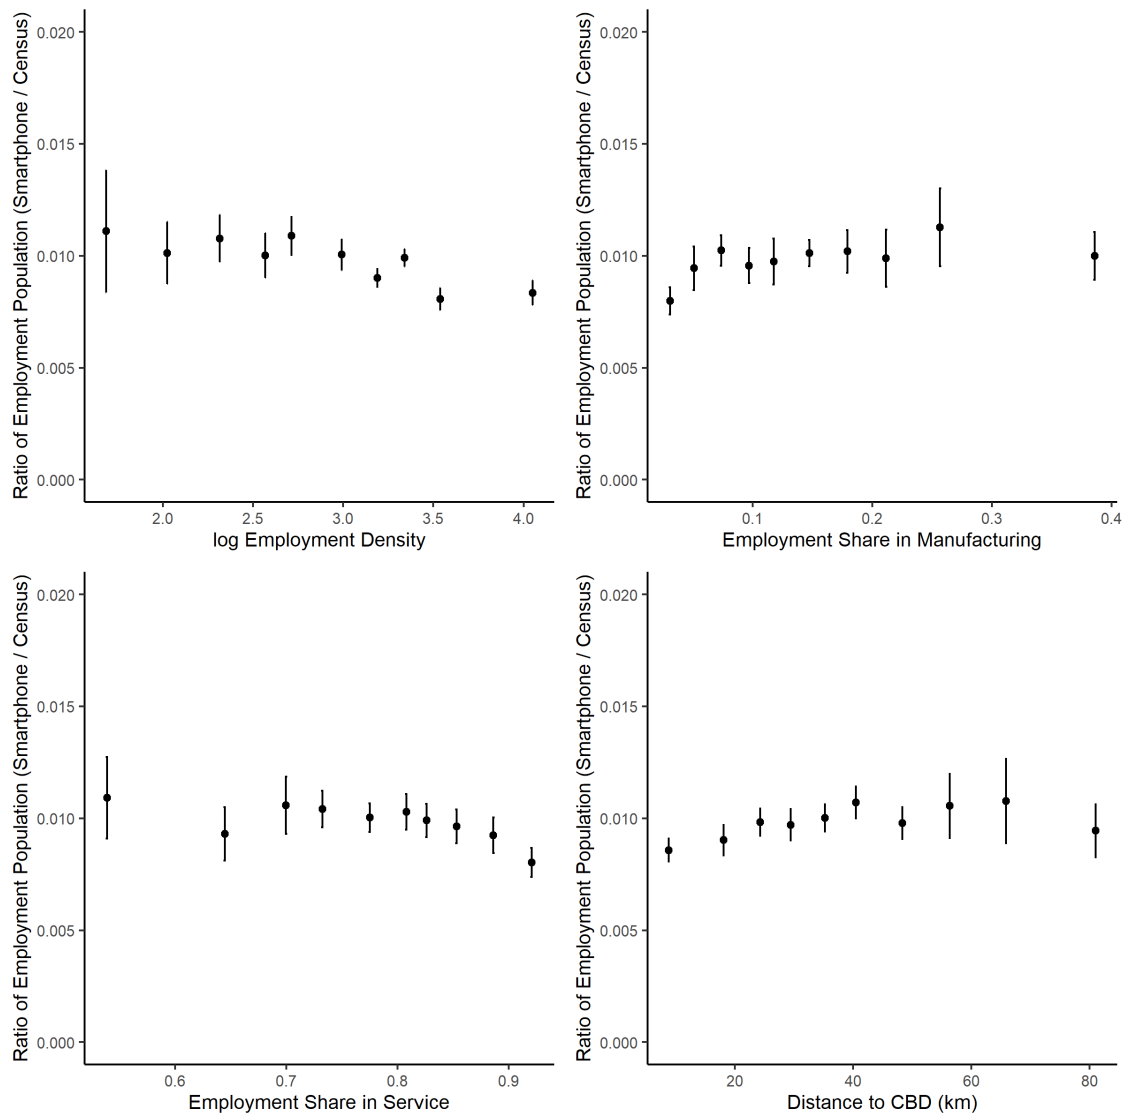 Ratio of Employment Population (Smartphone / Census)
0.020
0.015
0.010
0.005
0.000
2.0 2.5 3.0 3.5 4.0
log Employment Density
Ratio of Employment Population (Smartphone / Census)
0.020
0.015
0.010
0.005
0.000
0.1 0.2 0.3 0.4
Employment Share in Manufacturing
Ratio of Employment Population (Smartphone / Census)
0.020
0.015
0.010
0.005
0.000
0.6 0.7 0.8 0.9
Employment Share in Service
Ratio of Employment Population (Smartphone / Census)
0.020
0.015
0.010
0.005
0.000
20 40 60 80
Distance to CBD (km)